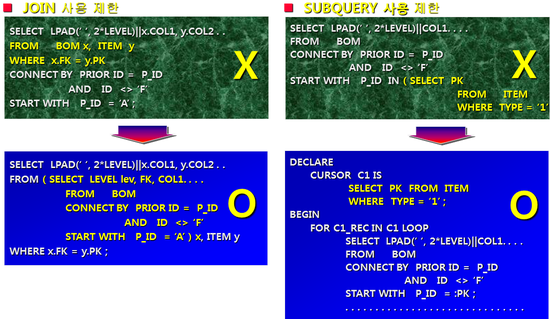 JOIN 사용 제한
SELECT LPAD(' ', 2*LEVEL)||x.COL1, y.COL2 . .
FROM BOM x, ITEM y
WHERE x.FK = y.PK
CONNECT BY PRIOR ID = P_ID
AND ID <> 'F'
START WITH P_ID = 'A' ;
X
SELECT LPAD(' ', 2*LEVEL)||x.COL1, y.COL2 . .
FROM ( SELECT LEVEL lev, FK, COL1. . . .
FROM BOM
CONNECT BY PRIOR ID = P_ID
AND ID <> 'F'
START WITH P_ID = 'A' ) x, ITEM y
WHERE x.FK = y.PK ;
O
SUBQUERY 사용 제한
SELECT LPAD(' ', 2*LEVEL)||COL1. . . .
FROM BOM
CONNECT BY PRIOR ID = P_ID
AND ID <> 'F'
START WITH P_ID IN ( SELECT PK
FROM ITEM
WHERE TYPE = '1'
X
DECLARE
CURSOR C1 IS
SELECT PK FROM ITEM
WHERE TYPE = '1' ;
BEGIN
FOR C1_REC IN C1 LOOP
SELECT LPAD(' ', 2*LEVEL)||COL1. . . .
FROM BOM
CONNECT BY PRIOR ID = P_ID
AND ID <> 'F'
START WITH P_ID = :PK ;
. . . . . . . . . . . . . . . . . . . . . . . . . . . . .
O